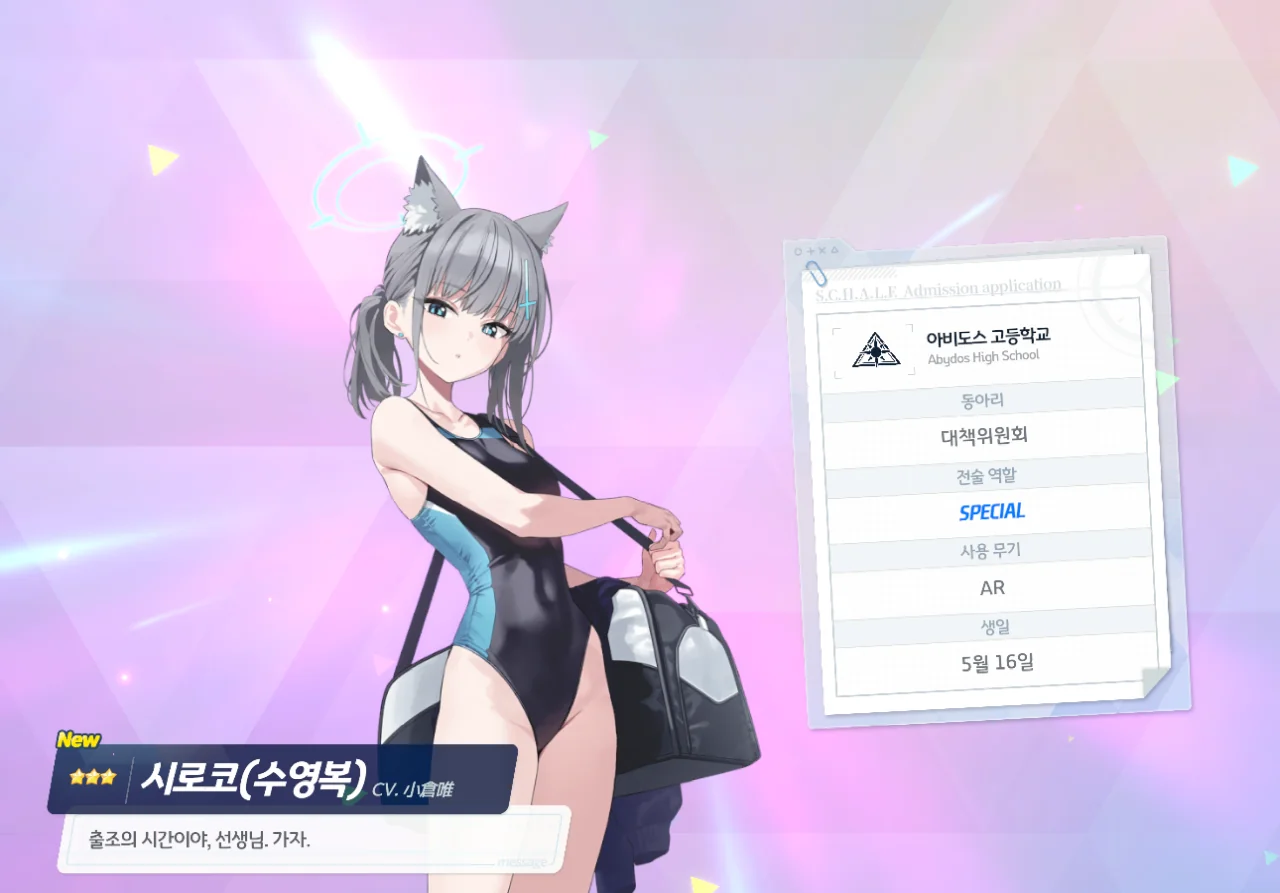 S.C.H.A.L.E. Admission application
아비도스 고등학교
Abydos High School
동아리
대책위원회
전술 역할
SPECIAL
사용 무기
AR
생일
5월 16일
New
시로코(수영복) CV. 小倉唯
출조의 시간이야, 선생님. 가자.
message